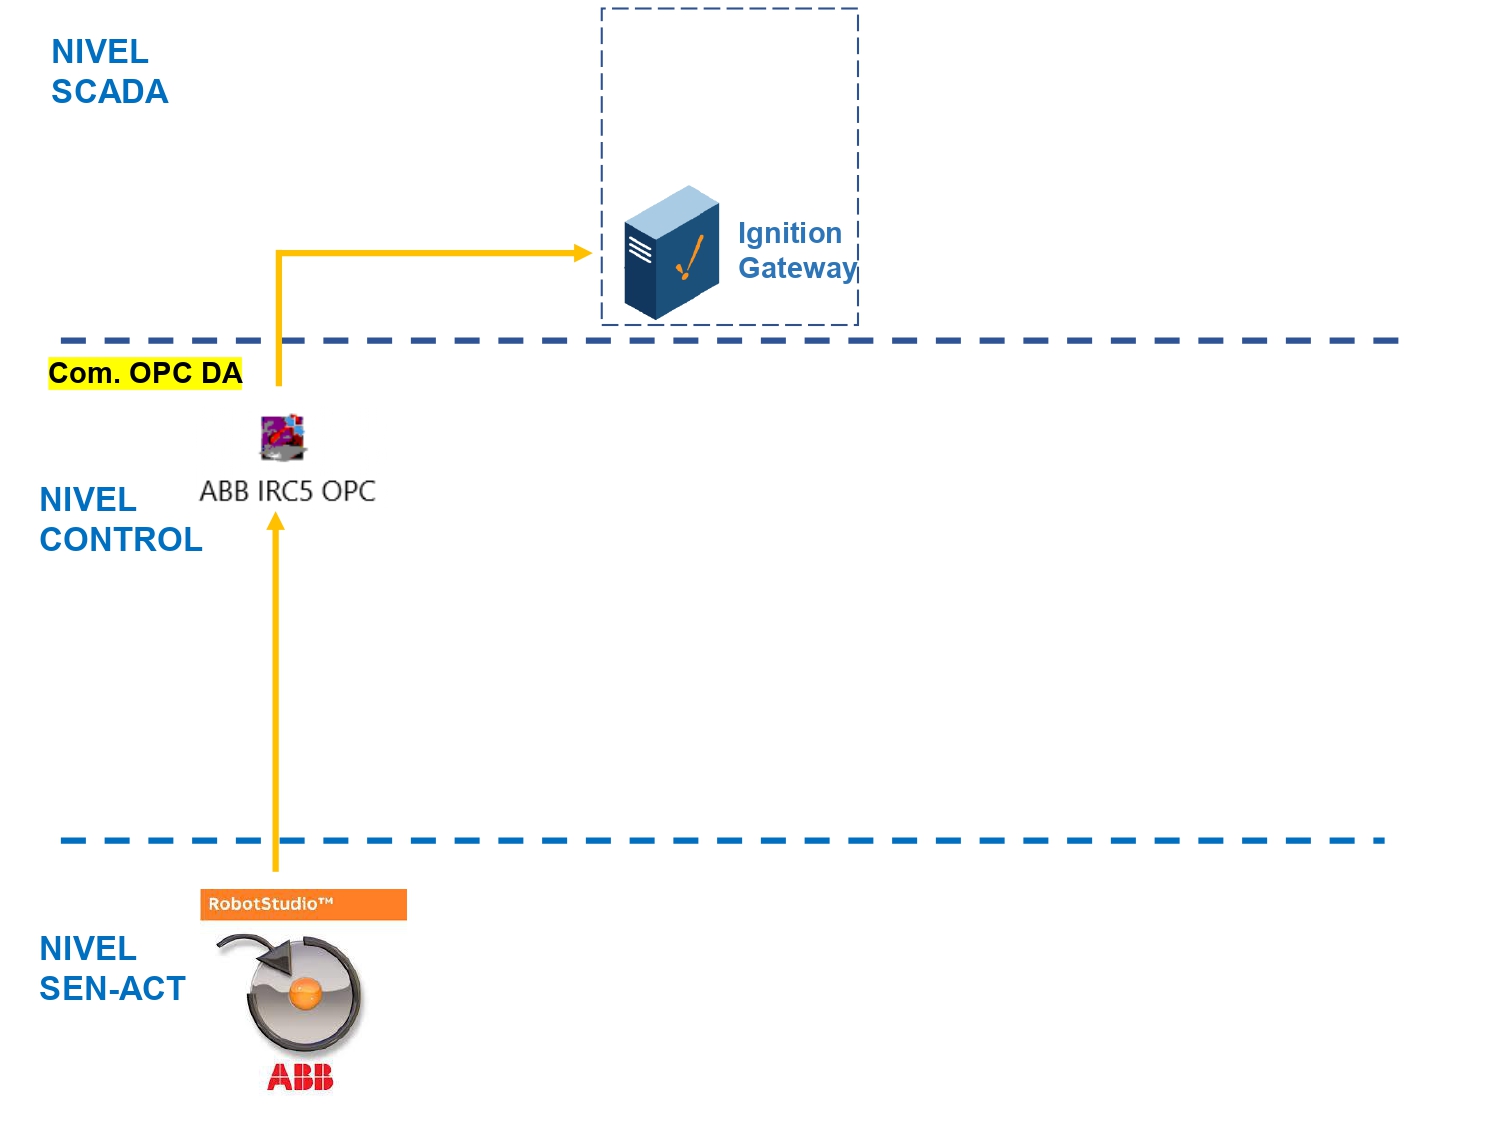 NIVEL
SCADA
Ignition
Gateway
Com. OPC DA
ABB IRC5 OPC
NIVEL
CONTROL
RobotStudio™
NIVEL
SEN-ACT
ABB